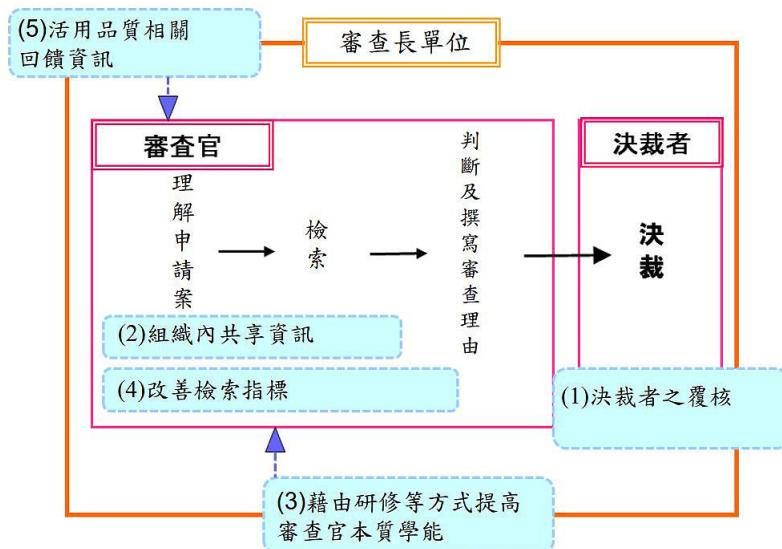 (5)活用品質相關
回饋資訊
審查長單位
審查官
決裁者
理解申請案
檢索
判斷及撰寫審查理由
決裁
(2)組織內共享資訊
(4)改善檢索指標
(1)決裁者之覆核
(3)藉由研修等方式提高
審查官本質學能